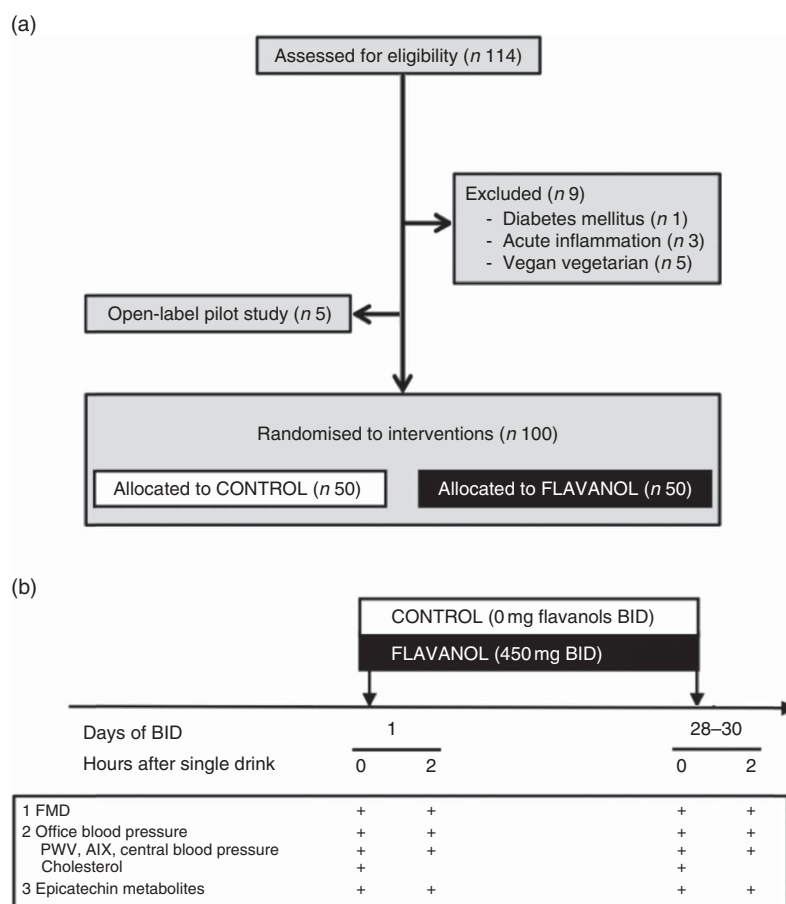 (a)
Assessed for eligibility (n 114)
Excluded (n 9)
- Diabetes mellitus (n 1)
- Acute inflammation (n 3)
- Vegan vegetarian (n 5)
Open-label pilot study (n 5)
Randomised to interventions (n 100)
Allocated to CONTROL (n 50)
Allocated to FLAVANOL (n 50)
(b)
CONTROL (0 mg flavanols BID)
FLAVANOL (450 mg BID)
Days of BID 1 28–30
Hours after single drink 0 2 0 2
1 FMD + + + +
2 Office blood pressure + + + +
PWV, AIX, central blood pressure + + + +
Cholesterol + +
3 Epicatechin metabolites + + + +